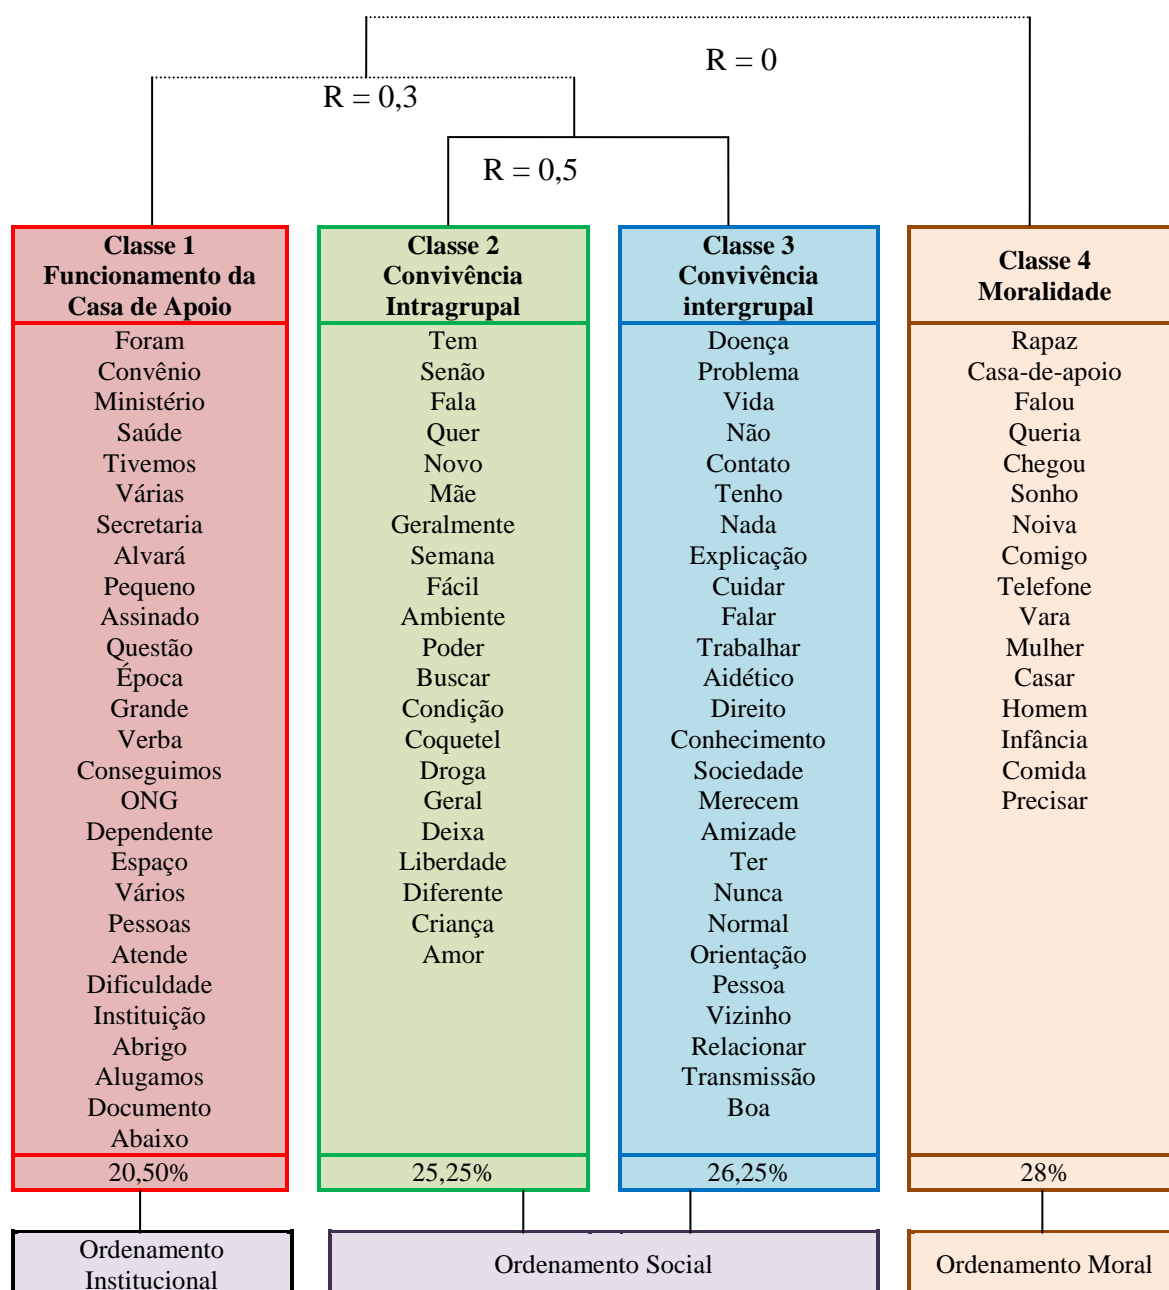 R = 0
R = 0,3
R = 0,5
Classe 1
Funcionamento da
Casa de Apoio
Foram
Convênio
Ministério
Saúde
Tivemos
Várias
Secretaria
Alvará
Pequeno
Assinado
Questão
Época
Grande
Verba
Conseguimos
ONG
Dependente
Espaço
Vários
Pessoas
Atende
Dificuldade
Instituição
Abrigo
Alugamos
Documento
Abaixo
20,50%
Ordenamento
Institucional
Classe 2
Convivência
Intragrupal
Tem
Senão
Fala
Quer
Novo
Mãe
Geralmente
Semana
Fácil
Ambiente
Poder
Buscar
Condição
Coquetel
Droga
Geral
Deixa
Liberdade
Diferente
Criança
Amor
25,25%
Classe 3
Convivência
intergrupal
Doença
Problema
Vida
Não
Contato
Tenho
Nada
Explicação
Cuidar
Falar
Trabalhar
Aidético
Direito
Conhecimento
Sociedade
Merecem
Amizade
Ter
Nunca
Normal
Orientação
Pessoa
Vizinho
Relacionar
Transmissão
Boa
26,25%
Ordenamento Social
Classe 4
Moralidade
Rapaz
Casa-de-apoio
Falou
Queria
Chegou
Sonho
Noiva
Comigo
Telefone
Vara
Mulher
Casar
Homem
Infância
Comida
Precisar
28%
Ordenamento Moral